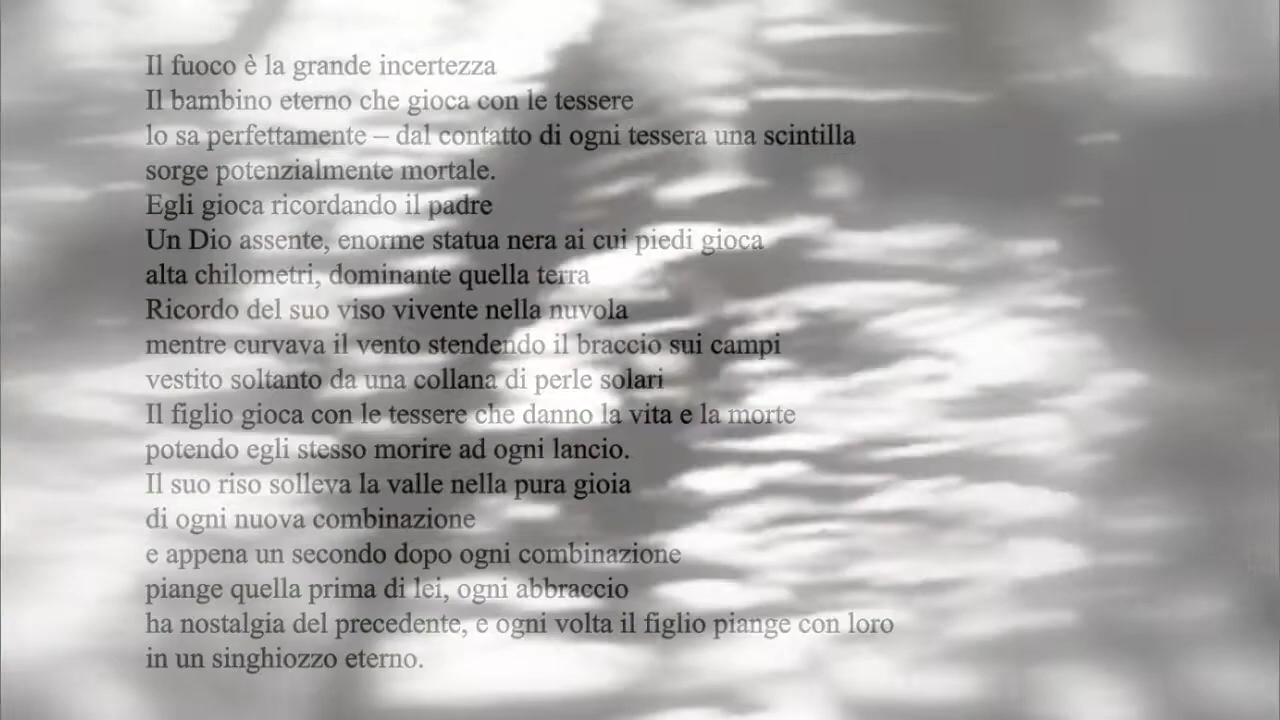 Il fuoco è la grande incertezza
Il bambino eterno che gioca con le tessere
lo sa perfettamente – dal contatto di ogni tessera una scintilla
sorge potenzialmente mortale.
Egli gioca ricordando il padre
Un Dio assente, enorme statua nera ai cui piedi gioca
alta chilometri, dominante quella terra
Ricordo del suo viso vivente nella nuvola
mentre curvava il vento stendendo il braccio sui campi
vestito soltanto da una collana di perle solari
Il figlio gioca con le tessere che danno la vita e la morte
potendo egli stesso morire ad ogni lancio.
Il suo riso solleva la valle nella pura gioia
di ogni nuova combinazione
e appena un secondo dopo ogni combinazione
piange quella prima di lei, ogni abbraccio
ha nostalgia del precedente, e ogni volta il figlio piange con loro
in un singhiozzo eterno.